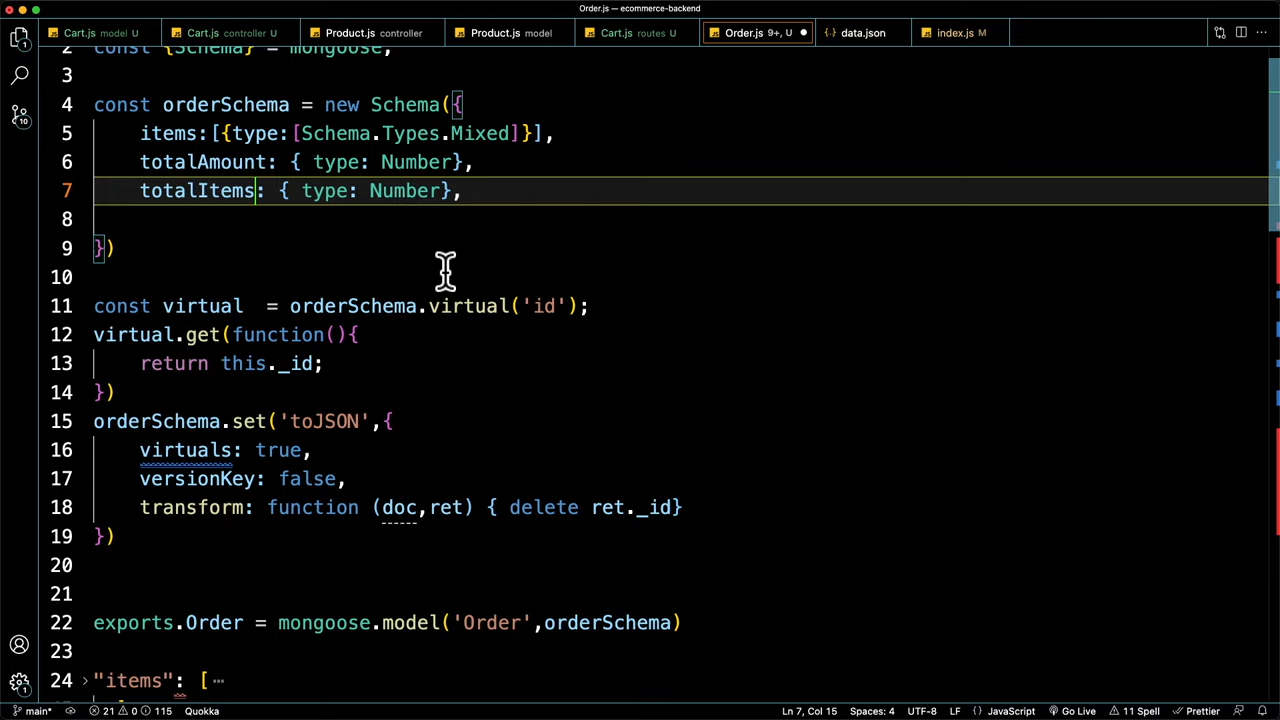 Order.js — ecommerce-backend
Cart.js model U
Cart.js controller U
Product.js controller
Product.js model
Cart.js routes U
Order.js 9+, U
data.json
index.js M
2 const {Schema} = mongoose;
3
4 const orderSchema = new Schema({
5 items:[{type:[Schema.Types.Mixed]}],
6 totalAmount: { type: Number},
7 totalItems: { type: Number},
8
9 })
10
11 const virtual  = orderSchema.virtual('id');
12 virtual.get(function(){
13 return this._id;
14 })
15 orderSchema.set('toJSON',{
16 virtuals: true,
17 versionKey: false,
18 transform: function (doc,ret) { delete ret._id}
19 })
20
21
22 exports.Order = mongoose.model('Order',orderSchema)
23
24 "items": [
1
10
1
main* 21 0 115 Quokka Ln 7, Col 15 Spaces: 4 UTF-8 LF {} JavaScript Go Live 11 Spell Prettier